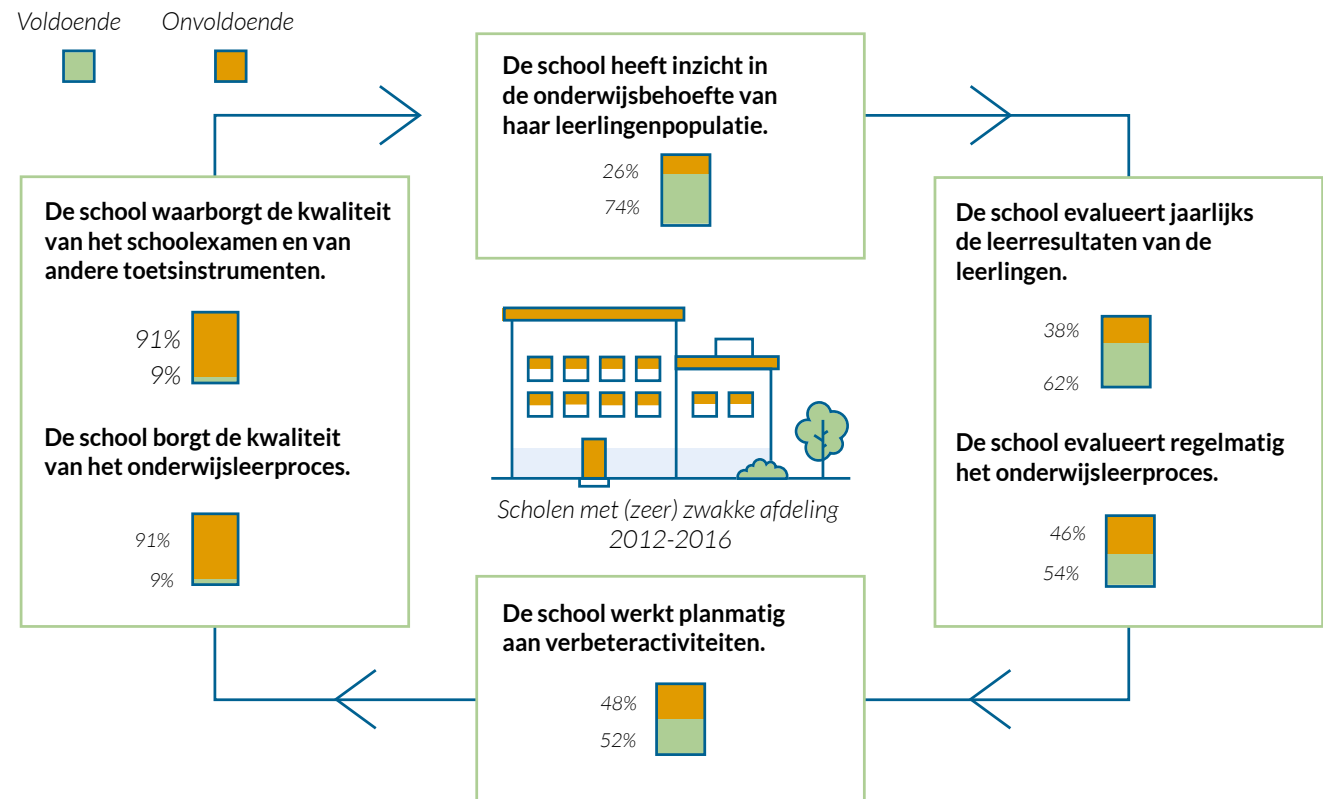 Voldoende Onvoldoende
De school heeft inzicht in
de onderwijsbehoefte van
haar leerlingenpopulatie.
26%
74%
De school evalueert jaarlijks
de leerresultaten van de
leerlingen.
38%
62%
De school evalueert regelmatig
het onderwijsleerproces.
46%
54%
De school werkt planmatig
aan verbeteractiviteiten.
48%
52%
De school waarborgt de kwaliteit
van het schoolexamen en van
andere toetsinstrumenten.
91%
9%
De school borgt de kwaliteit
van het onderwijsleerproces.
91%
9%
Scholen met (zeer) zwakke afdeling
2012-2016